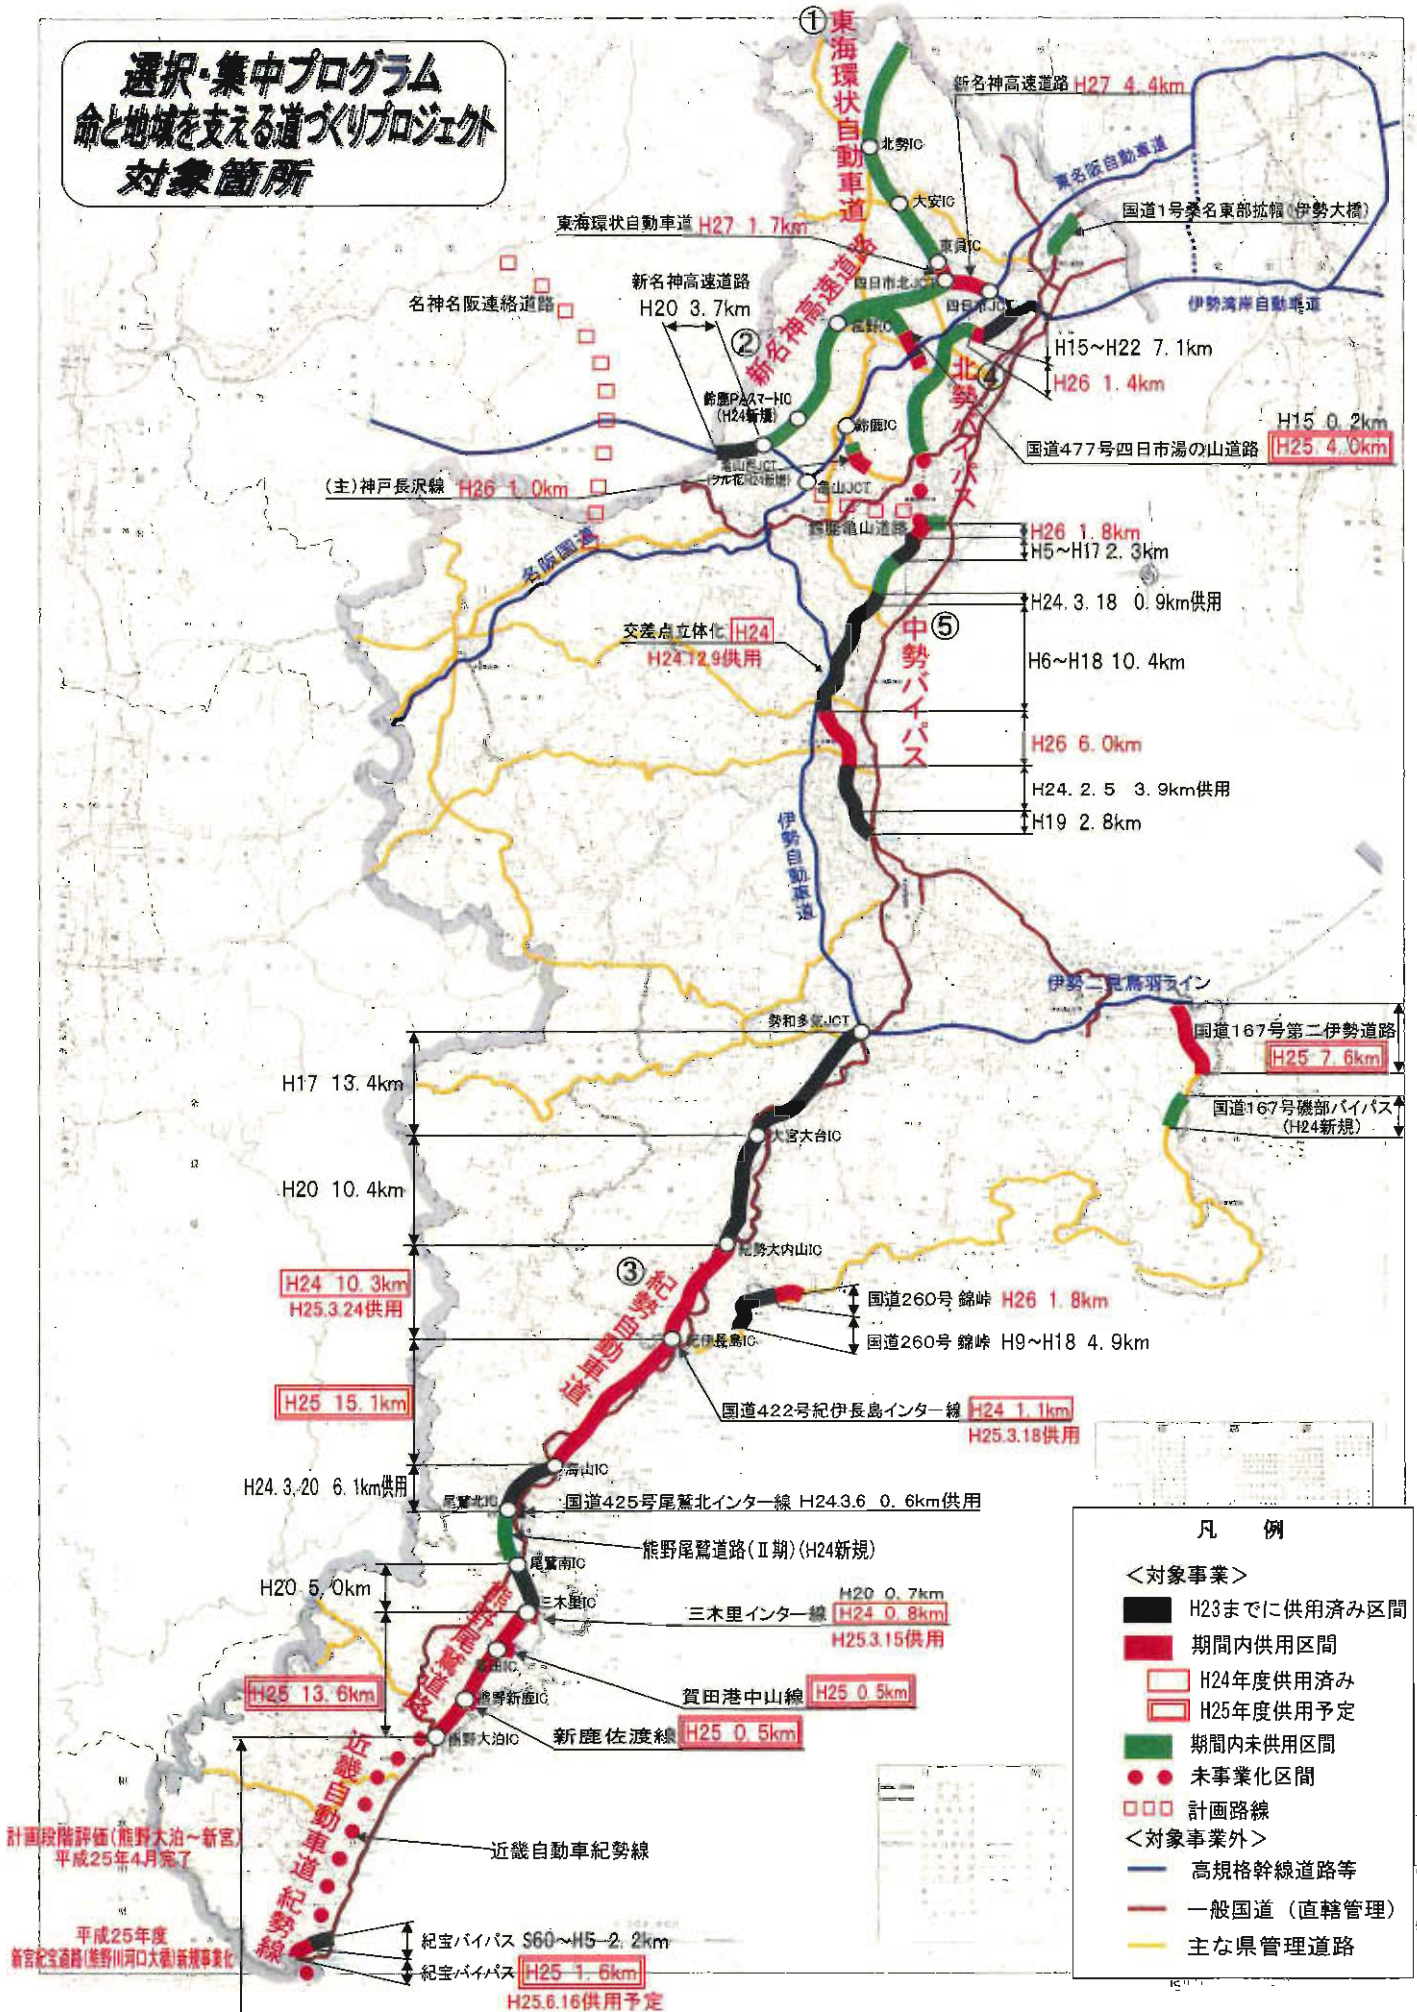 選択・集中プログラム
命と地域を支える道づくりプロジェクト
対象箇所
①東海環状自動車道
新名神高速道路 H27 4.4km
北勢IC
大安IC
東名阪自動車道
国道1号桑名東部拡幅(伊勢大橋)
東海環状自動車道 H27 1.7km
東員IC
新名神高速道路
H20 3.7km
四日市北JCT
四日市JCT
伊勢湾岸自動車道
名神名阪連絡道路
②新名神高速道路
菰野IC
H15~H22 7.1km
H26 1.4km
④北勢バイパス
鈴鹿PAスマートIC
(H24新規)
鈴鹿IC
H15 0.2km
国道477号四日市湯の山道路 H25 4.0km
亀山西JCT
(フル化H24新規)
(主)神戸長沢線 H26 1.0km
亀山JCT
鈴鹿亀山道路
H26 1.8km
H5~H17 2.3km
名阪国道
H24.3.18 0.9km供用
交差点立体化 H24
H24.12.9供用
⑤中勢バイパス
H6~H18 10.4km
H26 6.0km
H24.2.5 3.9km供用
H19 2.8km
伊勢自動車道
伊勢二見鳥羽ライン
勢和多気JCT
国道167号第二伊勢道路
H25 7.6km
H17 13.4km
国道167号磯部バイパス
(H24新規)
大宮大台IC
H20 10.4km
紀勢大内山IC
③紀勢自動車道
H24 10.3km
H25.3.24供用
国道260号 錦峠 H26 1.8km
紀伊長島IC
国道260号 錦峠 H9~H18 4.9km
H25 15.1km
国道422号紀伊長島インター線 H24 1.1km
H25.3.18供用
海山IC
H24.3.20 6.1km供用
尾鷲北IC
国道425号尾鷲北インター線 H24.3.6 0.6km供用
熊野尾鷲道路(Ⅱ期)(H24新規)
尾鷲南IC
H20 5.0km
三木里IC
H20 0.7km
三木里インター線 H24 0.8km
H25.3.15供用
熊野尾鷲道路
賀田IC
H25 13.6km
賀田港中山線 H25 0.5km
熊野新鹿IC
新鹿佐渡線 H25 0.5km
熊野大泊IC
近畿自動車道 紀勢線
計画段階評価(熊野大泊~新宮)
平成25年4月完了
近畿自動車紀勢線
平成25年度
新宮紀宝道路(熊野川河口大橋)新規事業化
紀宝バイパス S60~H5 2.2km
紀宝バイパス H25 1.6km
H25.6.16供用予定
凡 例
<対象事業>
H23までに供用済み区間
期間内供用区間
H24年度供用済み
H25年度供用予定
期間内未供用区間
未事業化区間
計画路線
<対象事業外>
高規格幹線道路等
一般国道(直轄管理)
主な県管理道路